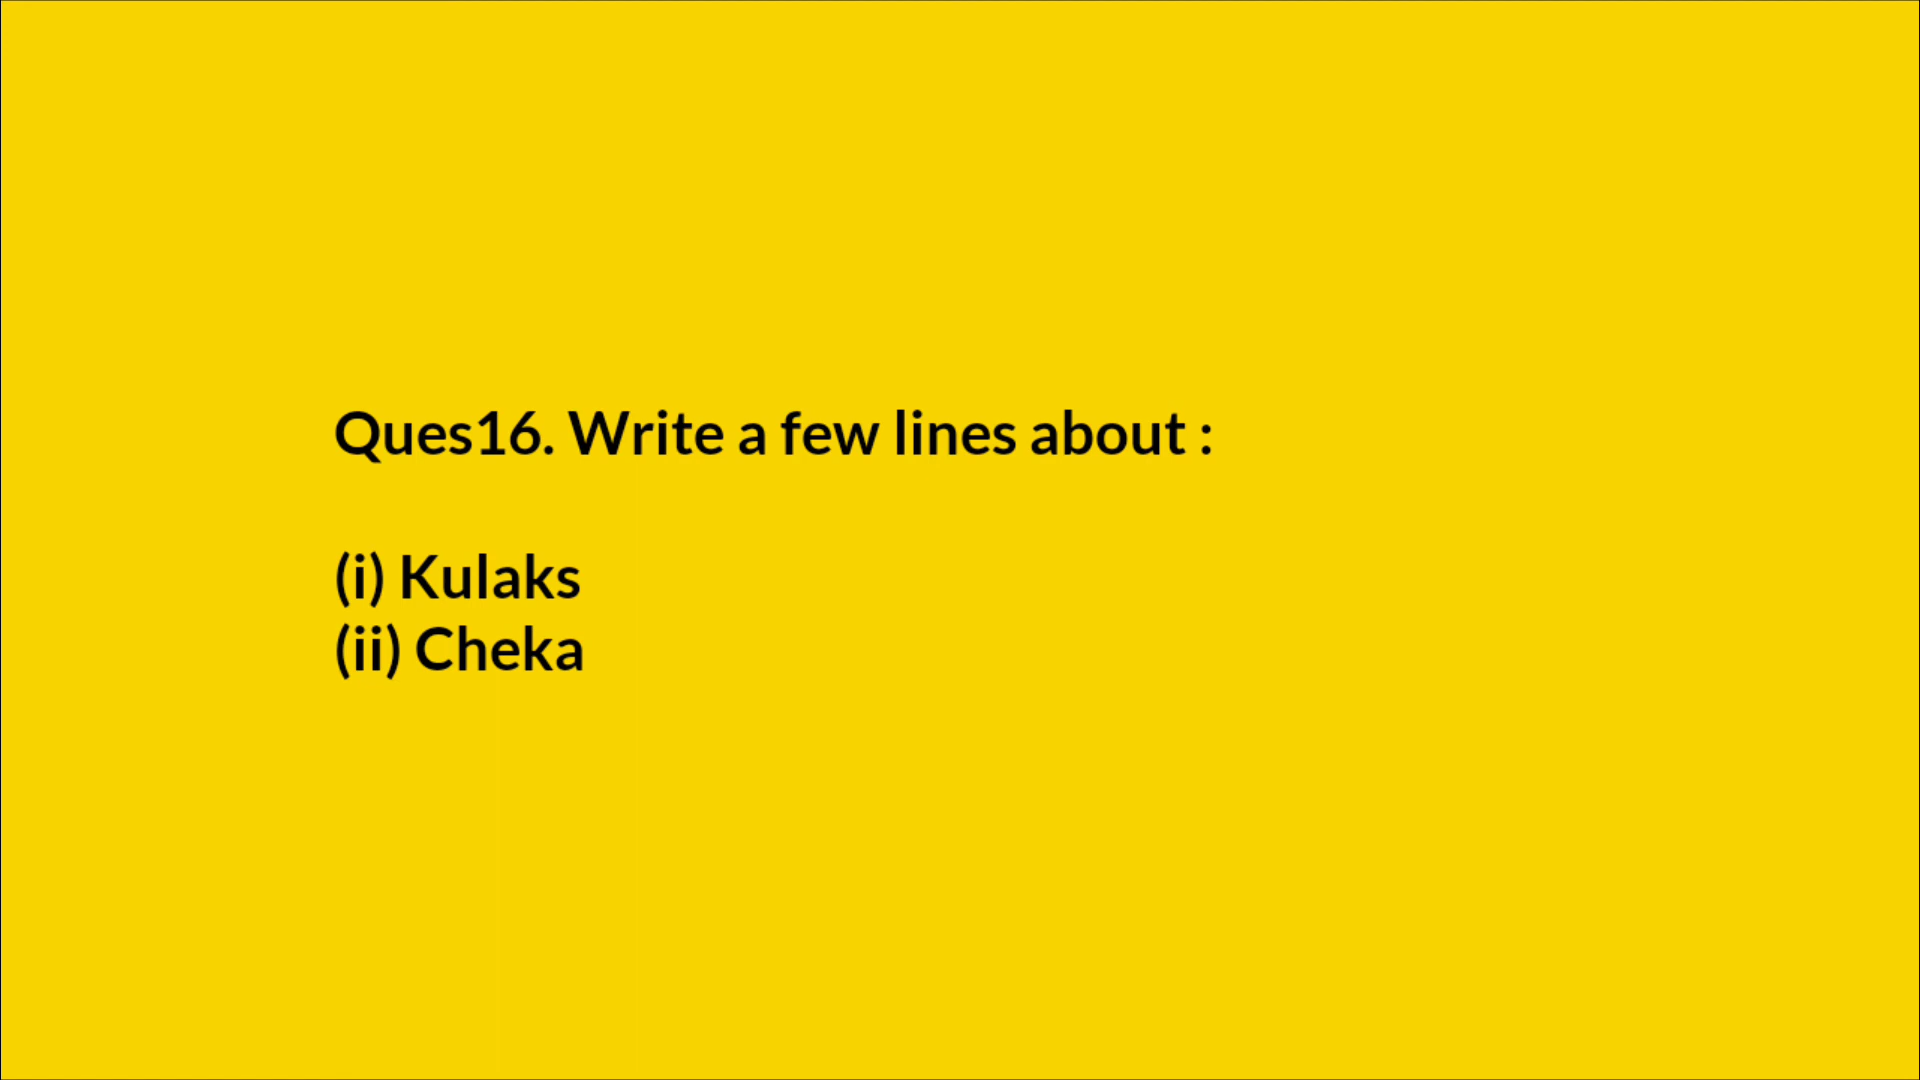 Ques16. Write a few lines about :
(i) Kulaks
(ii) Cheka